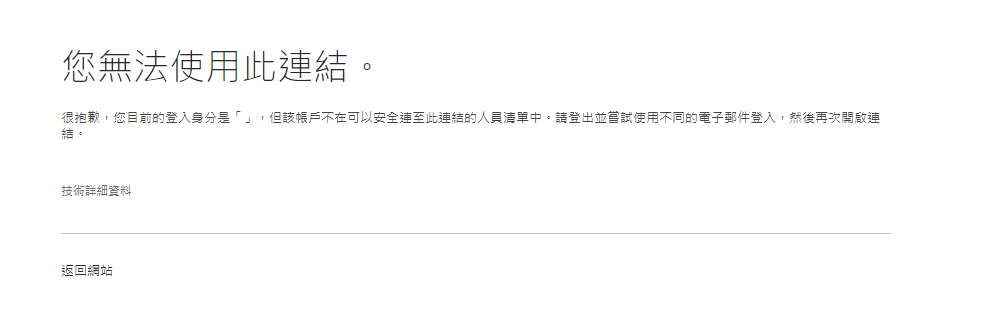 您無法使用此連結。
很抱歉，您目前的登入身分是「 」，但該帳戶不在可以安全連至此連結的人員清單中。請登出並嘗試使用不同的電子郵件登入，然後再次開啟連
結。
技術詳細資料
返回網站